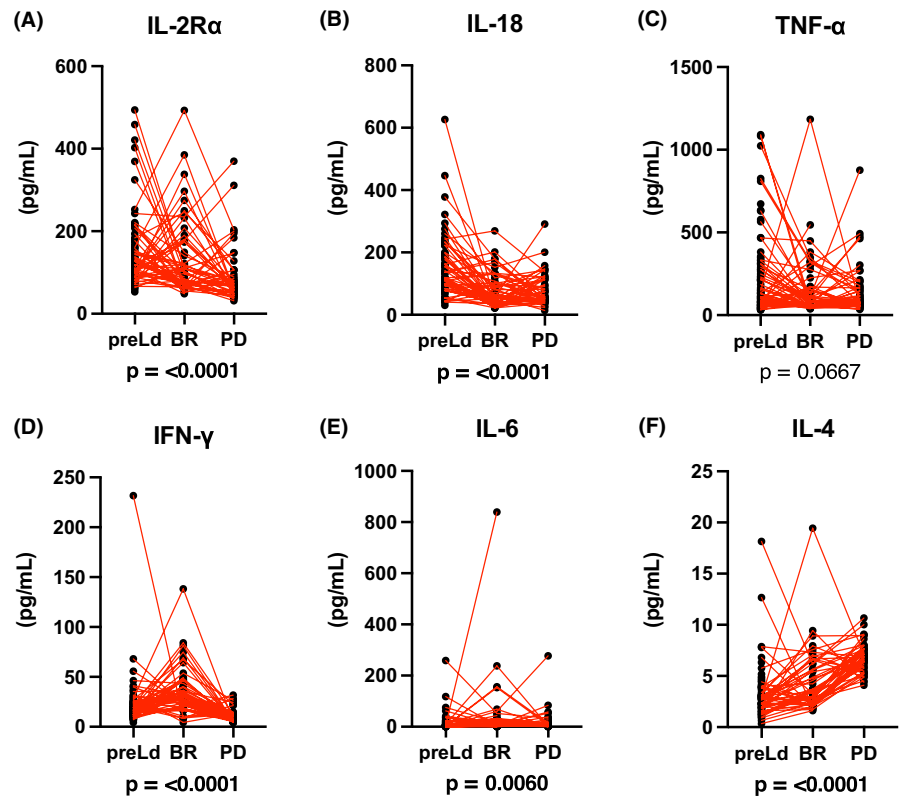 (A) IL-2Rα
600
400
200
0
(pg/mL)
preLd BR PD
p = <0.0001
(B) IL-18
800
600
400
200
0
(pg/mL)
preLd BR PD
p = <0.0001
(C) TNF-α
1500
1000
500
0
(pg/mL)
preLd BR PD
p = 0.0667
(D) IFN-γ
250
200
150
100
50
0
(pg/mL)
preLd BR PD
p = <0.0001
(E) IL-6
1000
800
600
400
200
0
(pg/mL)
preLd BR PD
p = 0.0060
(F) IL-4
25
20
15
10
5
0
(pg/mL)
preLd BR PD
p = <0.0001